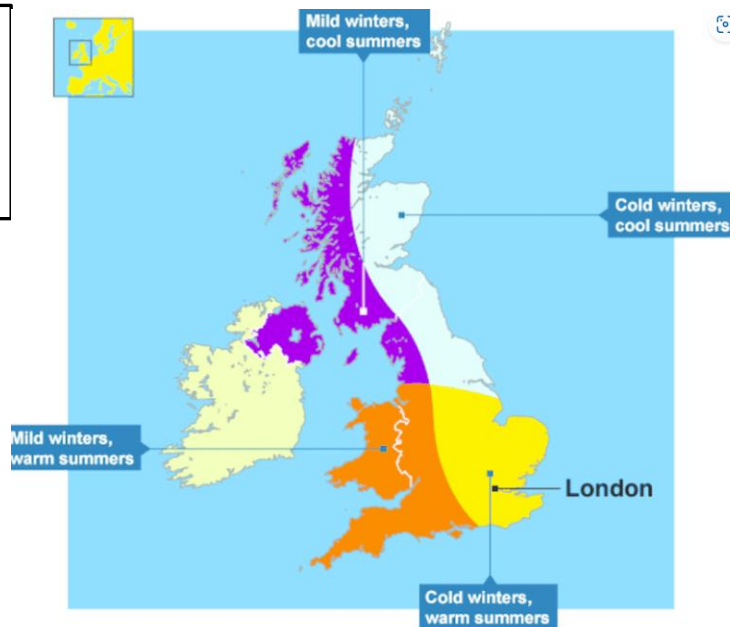 Mild winters,
cool summers
Cold winters,
cool summers
Mild winters,
warm summers
London
Cold winters,
warm summers